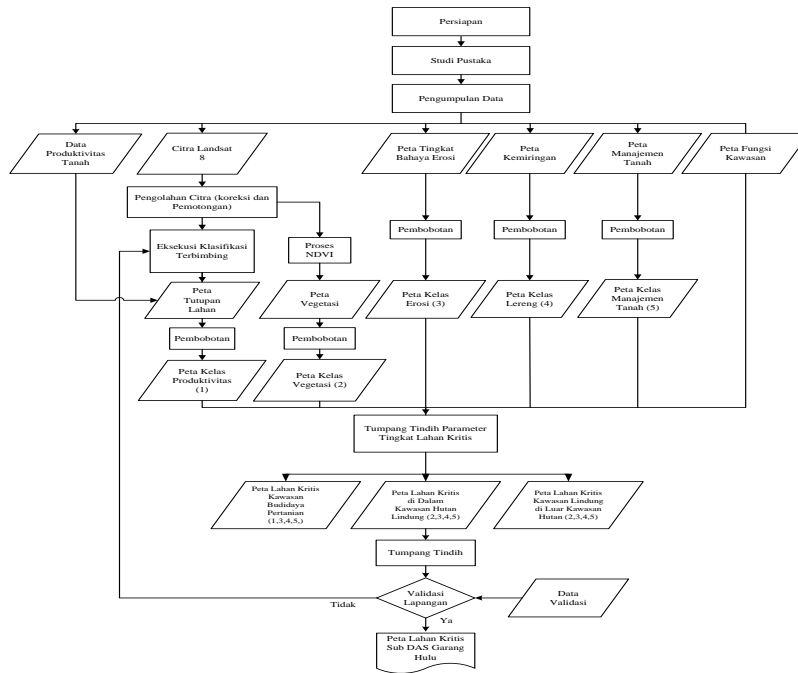 Persiapan
Studi Pustaka
Pengumpulan Data
Data
Produktivitas
Tanah
Citra Landsat
8
Peta Tingkat
Bahaya Erosi
Peta
Kemiringan
Peta
Manajemen
Tanah
Peta Fungsi
Kawasan
Pengolahan Citra (koreksi dan
Pemotongan)
Eksekusi Klasifikasi
Terbimbing
Proses
NDVI
Pembobotan
Pembobotan
Pembobotan
Peta
Tutupan
Lahan
Peta
Vegetasi
Peta Kelas
Erosi (3)
Peta Kelas
Lereng (4)
Peta Kelas
Manajemen
Tanah (5)
Pembobotan
Pembobotan
Peta Kelas
Produktivitas
(1)
Peta Kelas
Vegetasi (2)
Tumpang Tindih Parameter
Tingkat Lahan Kritis
Peta Lahan Kritis
Kawasan
Budidaya
Pertanian
(1,3,4,5,)
Peta Lahan Kritis
di Dalam
Kawasan Hutan
Lindung (2,3,4,5)
Peta Lahan Kritis
Kawasan Lindung
di Luar Kawasan
Hutan (2,3,4,5)
Tumpang Tindih
Validasi
Lapangan
Data
Validasi
Tidak
Ya
Peta Lahan Kritis
Sub DAS Garang
Hulu